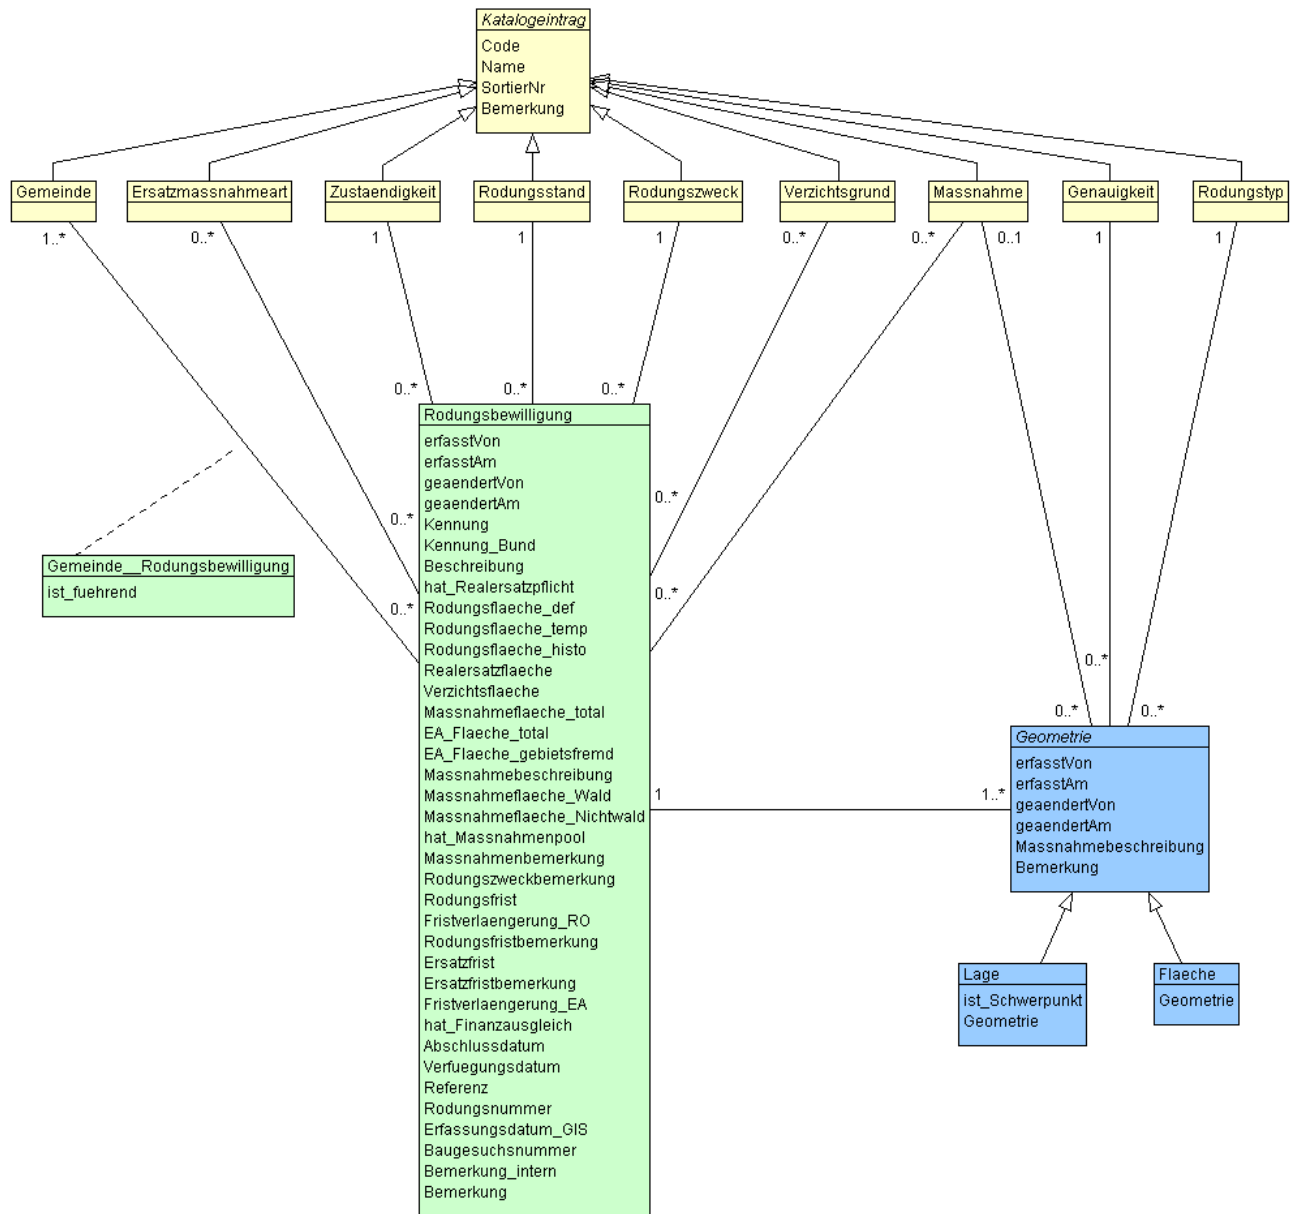 Katalogeintrag
Code
Name
SortierNr
Bemerkung
Gemeinde
Ersatzmassnahmeart
Zustaendigkeit
Rodungsstand
Rodungszweck
Verzichtsgrund
Massnahme
Genauigkeit
Rodungstyp
1..*
0..*
1
1
1
0..*
0..*
0..1
1
1
0..*
0..*
0..*
Rodungsbewilligung
erfasstVon
erfasstAm
geaendertVon
geaendertAm
Kennung
Kennung_Bund
Beschreibung
hat_Realersatzpflicht
Rodungsflaeche_def
Rodungsflaeche_temp
Rodungsflaeche_histo
Realersatzflaeche
Verzichtsflaeche
Massnahmeflaeche_total
EA_Flaeche_total
EA_Flaeche_gebietsfremd
Massnahmebeschreibung
Massnahmeflaeche_Wald
Massnahmeflaeche_Nichtwald
hat_Massnahmenpool
Massnahmenbemerkung
Rodungszweckbemerkung
Rodungsfrist
Fristverlaengerung_RO
Rodungsfristbemerkung
Ersatzfrist
Ersatzfristbemerkung
Fristverlaengerung_EA
hat_Finanzausgleich
Abschlussdatum
Verfuegungsdatum
Referenz
Rodungsnummer
Erfassungsdatum_GIS
Baugesuchsnummer
Bemerkung_intern
Bemerkung
0..*
0..*
0..*
0..*
Gemeinde__Rodungsbewilligung
ist_fuehrend
0..*
0..*
0..*
1
1..*
Geometrie
erfasstVon
erfasstAm
geaendertVon
geaendertAm
Massnahmebeschreibung
Bemerkung
Lage
ist_Schwerpunkt
Geometrie
Flaeche
Geometrie